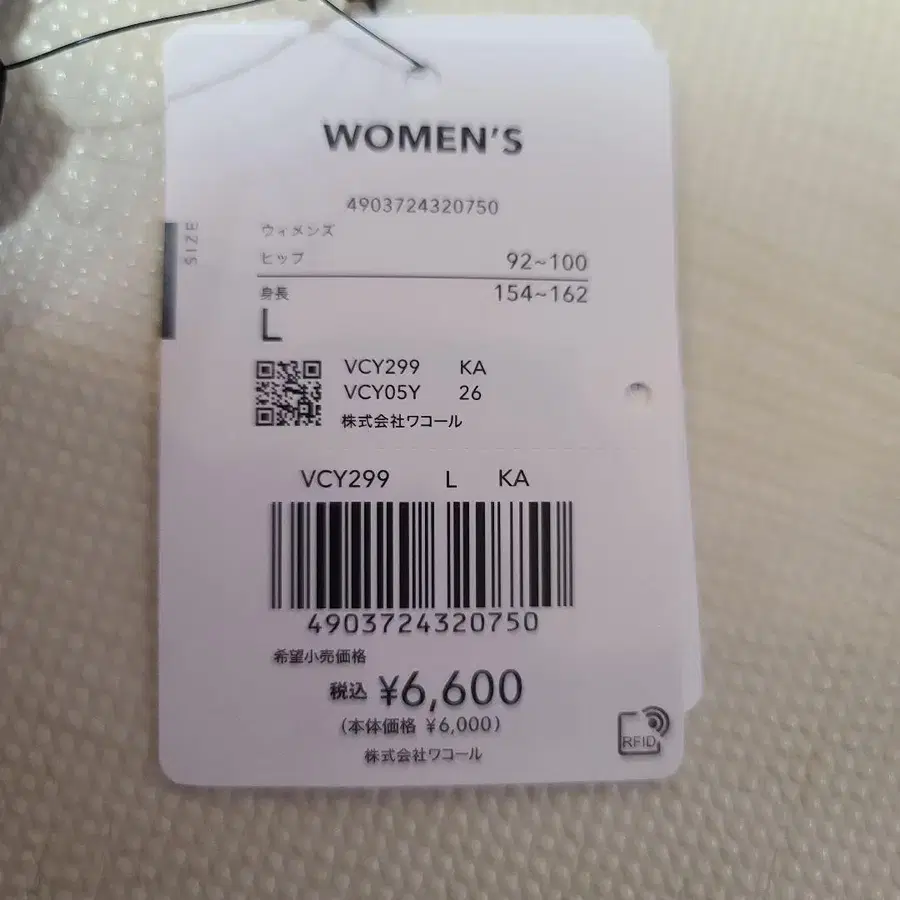 WOMEN'S
4903724320750
SIZE
ウィメンズ
ヒップ 92~100
身長 154~162
L
VCY299 KA
VCY05Y 26
株式会社ワコール
VCY299 L KA
4903724320750
希望小売価格
税込 ¥6,600
(本体価格 ¥6,000)
株式会社ワコール
RFID